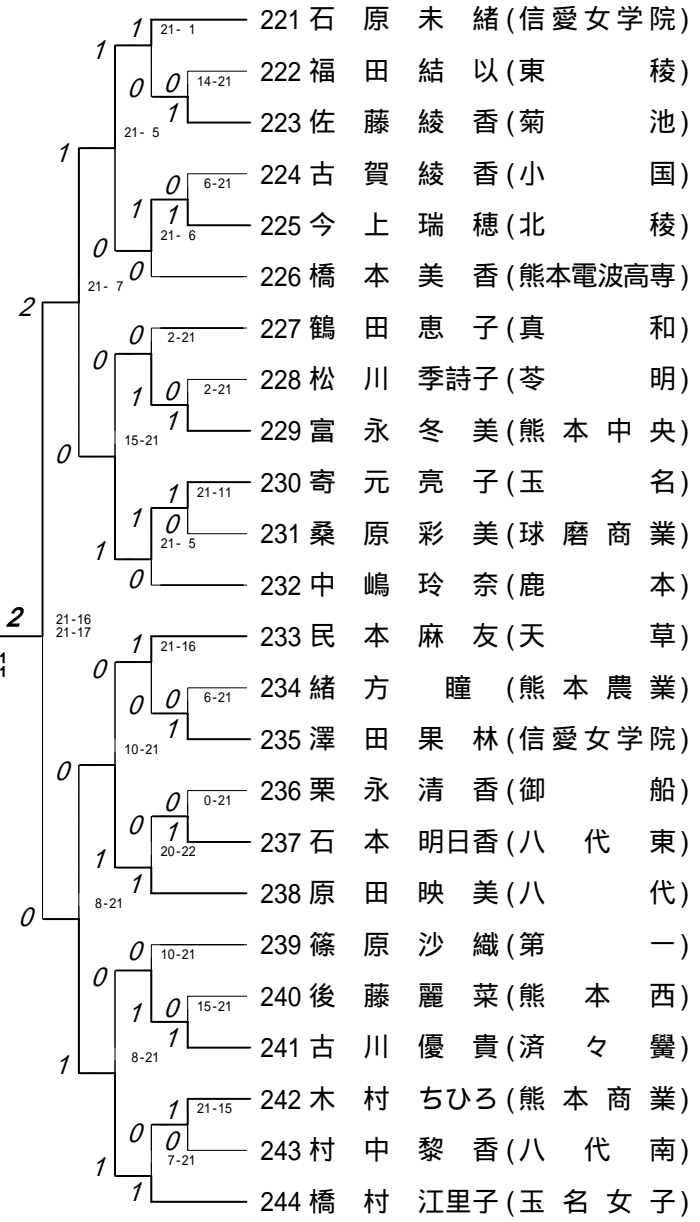 1 21- 1 221 石 原 未 緒 (信愛女学院)
1
0 0 14-21 222 福 田 結 以 (東 稜)
1 223 佐 藤 綾 香 (菊 池)
21- 5
1
0 6-21 224 古 賀 綾 香 (小 国)
1 1 225 今 上 瑞 穂 (北 稜)
21- 6
0
0 226 橋 本 美 香 (熊本電波高専)
21- 7
2
0 2-21 227 鶴 田 恵 子 (真 和)
0
1 0 2-21 228 松 川 季詩子 (苓 明)
1 229 富 永 冬 美 (熊 本 中 央)
15-21
0
1 21-11 230 寄 元 亮 子 (玉 名)
1 0 231 桑 原 彩 美 (球 磨 商 業)
21- 5
1
0 232 中 嶋 玲 奈 (鹿 本)
2 21-16
21-17
1
1
1 21-16 233 民 本 麻 友 (天 草)
0
0 0 6-21 234 緒 方 瞳 (熊 本 農 業)
1 235 澤 田 果 林 (信愛女学院)
10-21
0
0 0-21 236 栗 永 清 香 (御 船)
0 1 237 石 本 明日香 (八 代 東)
20-22
1
1 238 原 田 映 美 (八 代)
8-21
0
0 10-21 239 篠 原 沙 織 (第 一)
0
1 0 15-21 240 後 藤 麗 菜 (熊 本 西)
1 241 古 川 優 貴 (済 々 黌)
8-21
1
1 21-15 242 木 村 ちひろ (熊 本 商 業)
0 0 243 村 中 黎 香 (八 代 南)
7-21
1
1 244 橋 村 江里子 (玉 名 女 子)